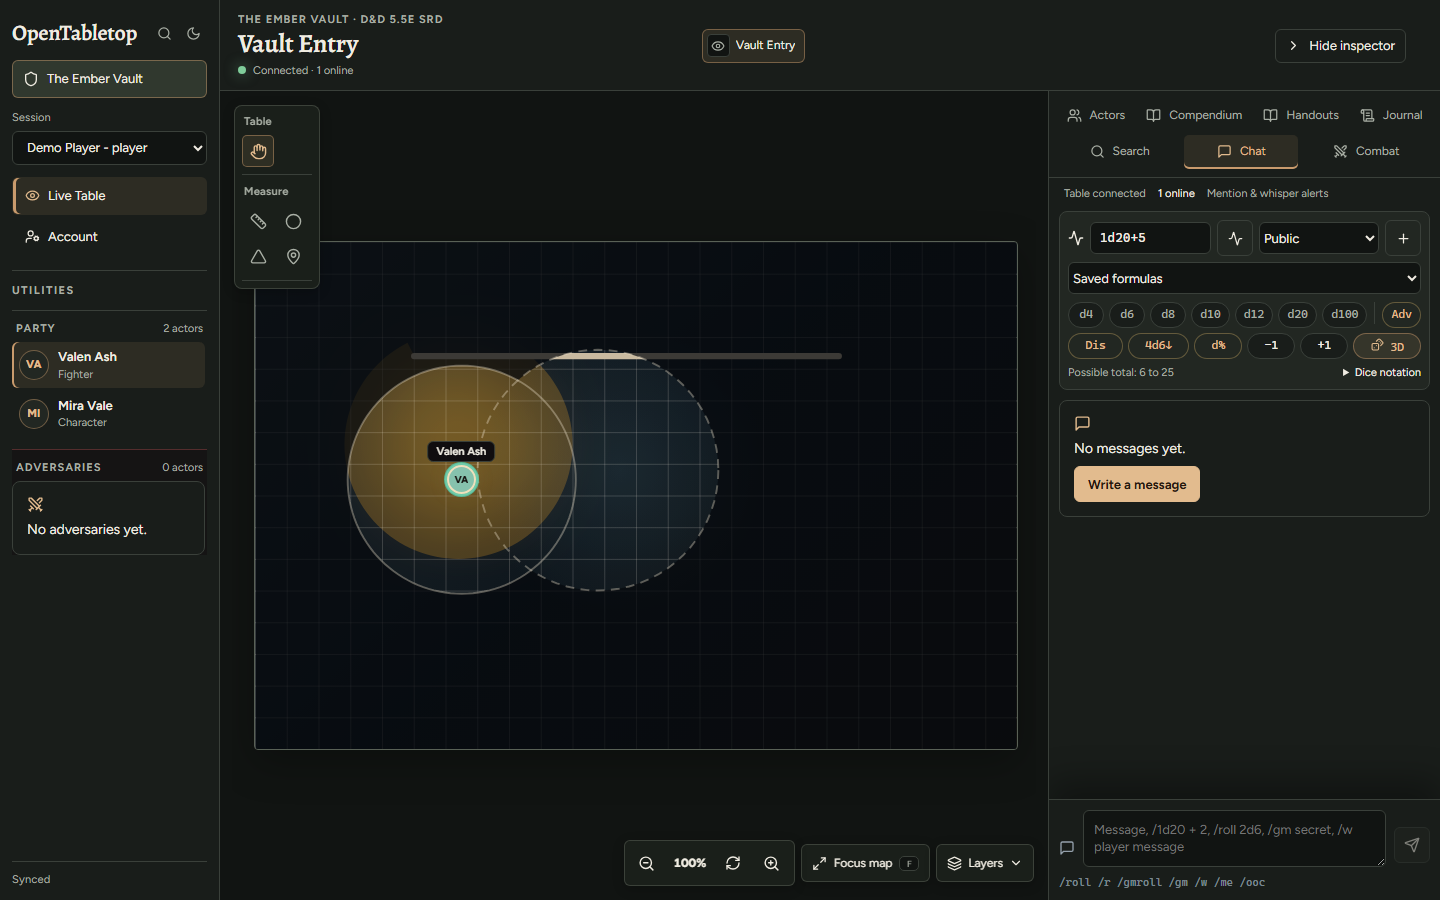 OpenTabletop
The Ember Vault
Session
Demo Player - player
Live Table
Account
UTILITIES
PARTY 2 actors
VA Valen Ash
Fighter
MI Mira Vale
Character
ADVERSARIES 0 actors
No adversaries yet.
Synced
THE EMBER VAULT · D&D 5.5E SRD
Vault Entry
Connected · 1 online
Vault Entry
Hide inspector
Table
Measure
Valen Ash
VA
100%
Focus map F
Layers
Actors Compendium Handouts Journal
Search Chat Combat
Table connected 1 online Mention & whisper alerts
1d20+5 Public +
Saved formulas
d4 d6 d8 d10 d12 d20 d100 Adv
Dis 4d6↓ d% −1 +1 3D
Possible total: 6 to 25 Dice notation
No messages yet.
Write a message
Message, /1d20 + 2, /roll 2d6, /gm secret, /w
player message
/roll /r /gmroll /gm /w /me /ooc